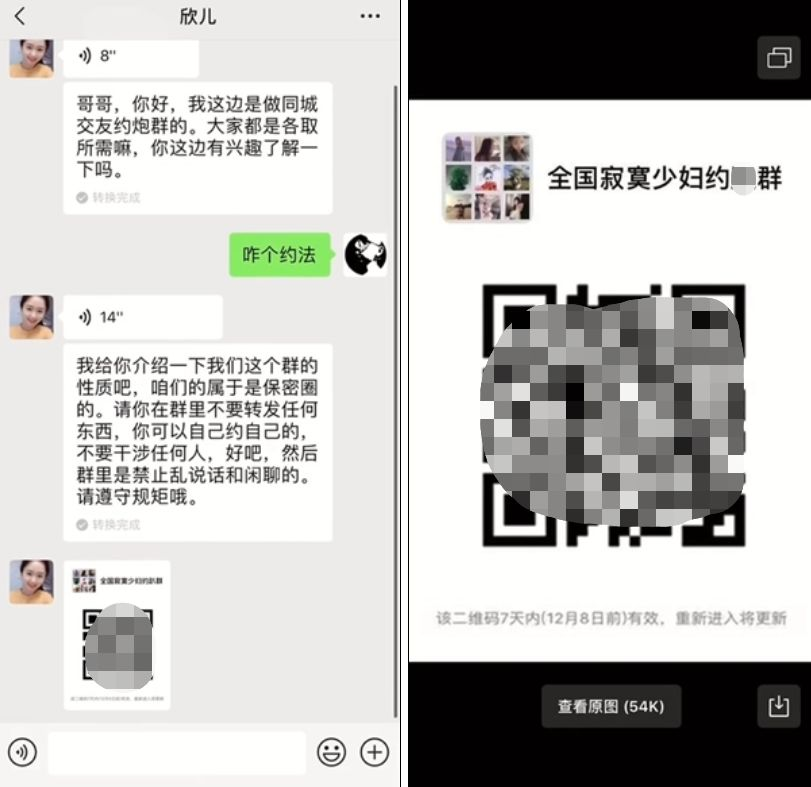 欣儿
8"
哥哥，你好，我这边是做同城
交友约炮群的。大家都是各取
所需嘛，你这边有兴趣了解一
下吗。
转换完成
咋个约法
14"
我给你介绍一下我们这个群的
性质吧，咱们的属于是保密圈
的。请你在群里不要转发任何
东西，你可以自己约自己的，
不要干涉任何人，好吧，然后
群里是禁止乱说话和闲聊的。
请遵守规矩哦。
转换完成
全国寂寞少妇约趴群
全国寂寞少妇约群
该二维码7天内(12月8日前)有效，重新进入将更新
查看原图 (54K)